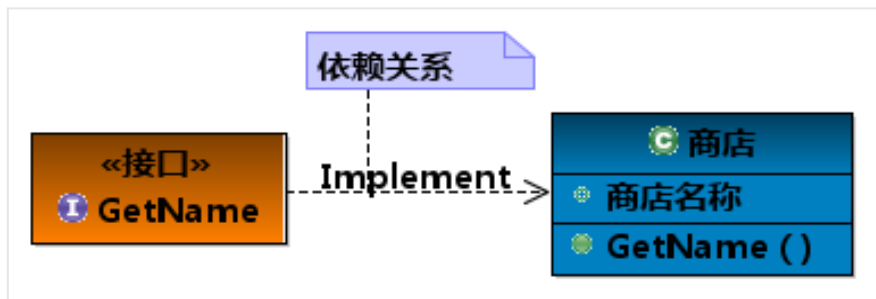 依赖关系
«接口»
I GetName
Implement
C 商店
商店名称
GetName ( )